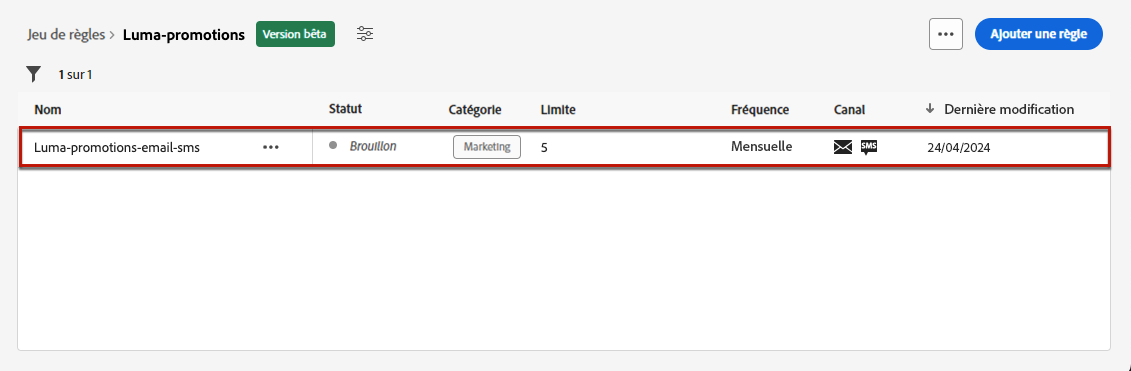 Jeu de règles > Luma-promotions Version bêta ••• Ajouter une règle
1 sur 1
Nom Statut Catégorie Limite Fréquence Canal ↓ Dernière modification
Luma-promotions-email-sms ••• Brouillon Marketing 5 Mensuelle SMS 24/04/2024